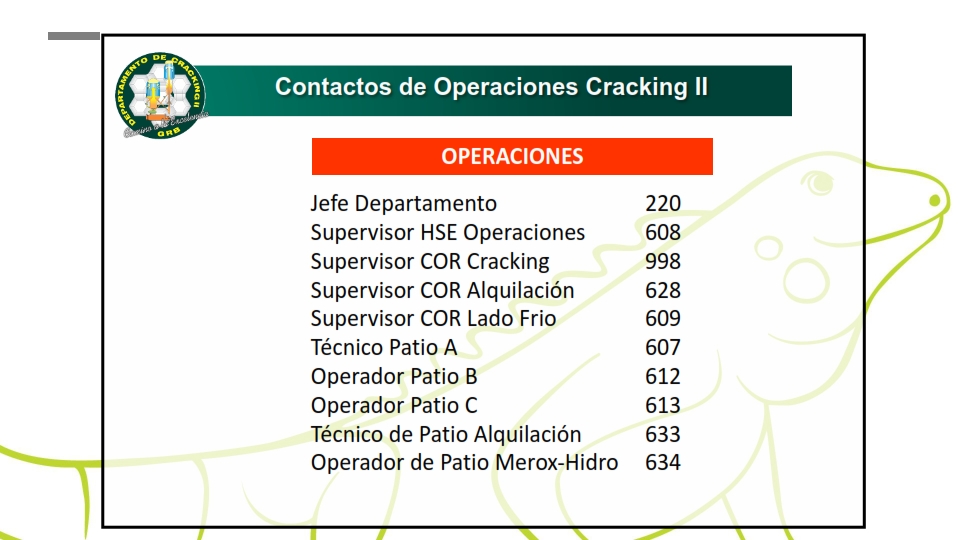 DEPARTAMENTO DE CRACKING II
Camino a la Excelencia
GRB
Contactos de Operaciones Cracking II
OPERACIONES
Jefe Departamento 220
Supervisor HSE Operaciones 608
Supervisor COR Cracking 998
Supervisor COR Alquilación 628
Supervisor COR Lado Frio 609
Técnico Patio A 607
Operador Patio B 612
Operador Patio C 613
Técnico de Patio Alquilación 633
Operador de Patio Merox-Hidro 634